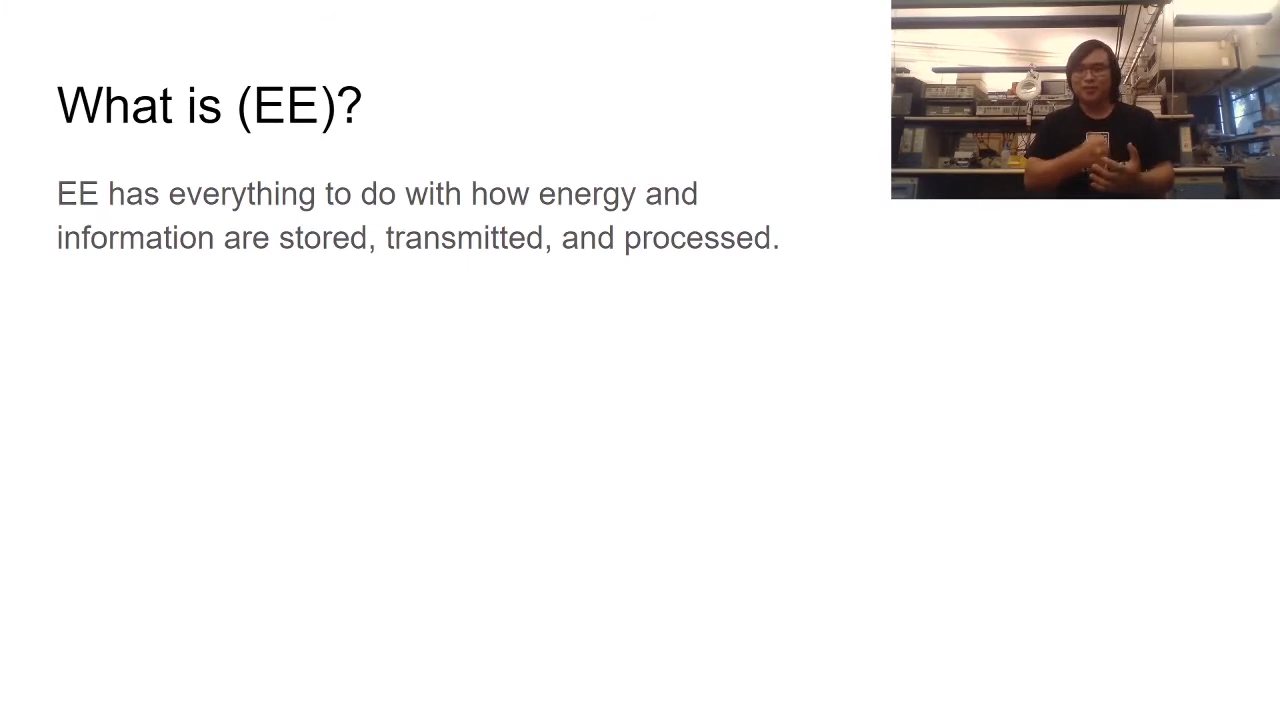 What is (EE)?
EE has everything to do with how energy and
information are stored, transmitted, and processed.